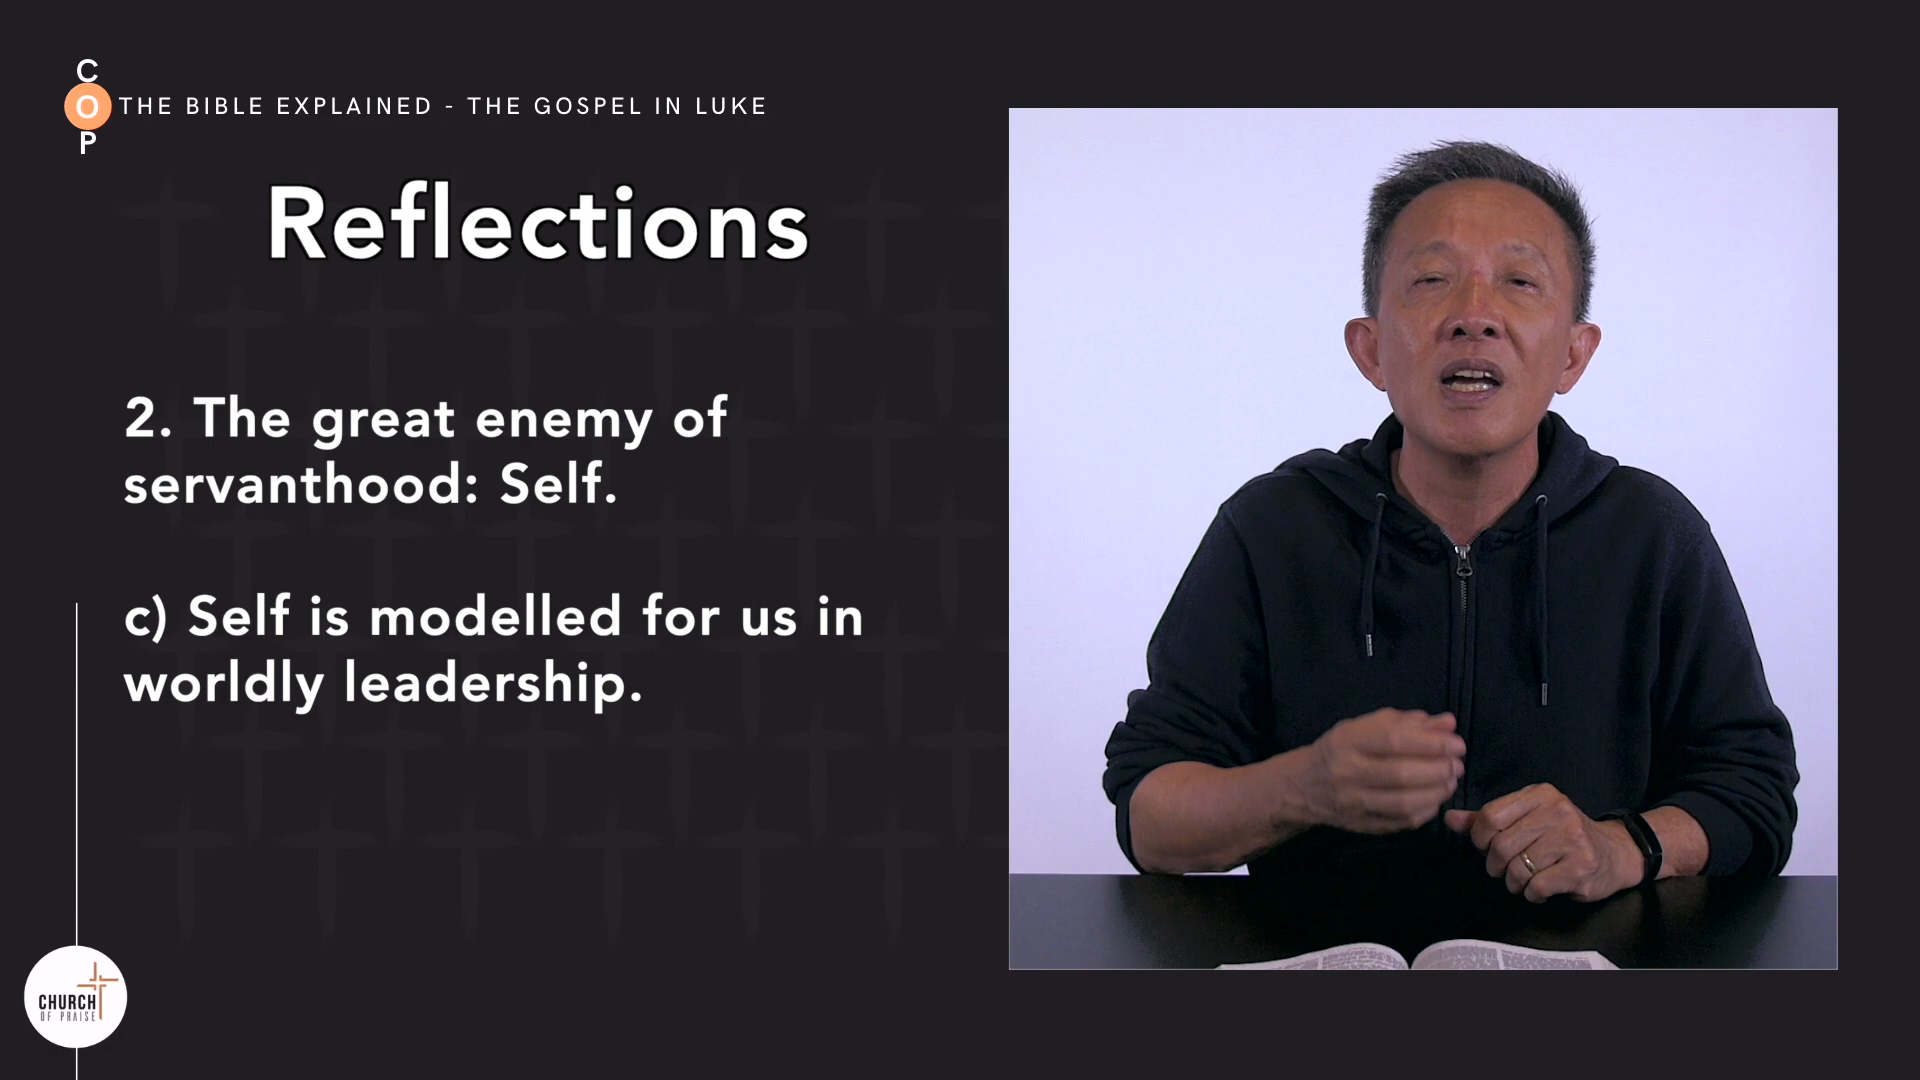 C
O
P
THE BIBLE EXPLAINED - THE GOSPEL IN LUKE
Reflections
2. The great enemy of
servanthood: Self.
c) Self is modelled for us in
worldly leadership.
CHURCH
OF PRAISE